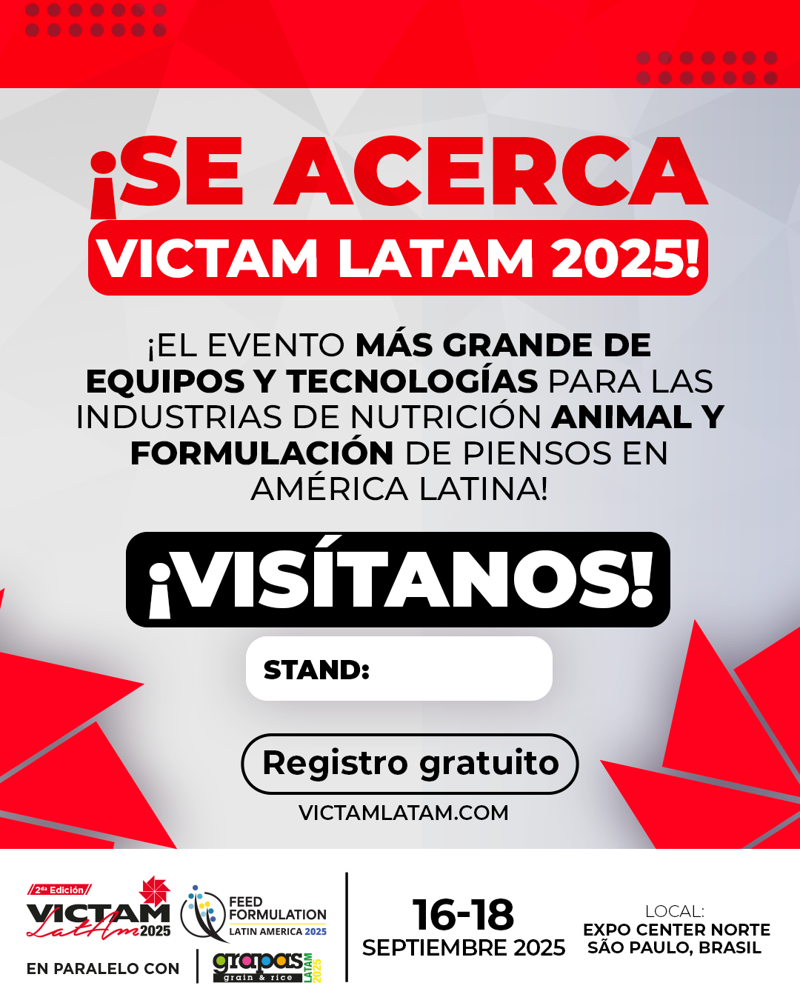 ¡SE ACERCA
VICTAM LATAM 2025!
¡EL EVENTO MÁS GRANDE DE
EQUIPOS Y TECNOLOGÍAS PARA LAS
INDUSTRIAS DE NUTRICIÓN ANIMAL Y
FORMULACIÓN DE PIENSOS EN
AMÉRICA LATINA!
¡VISÍTANOS!
STAND:
Registro gratuito
VICTAMLATAM.COM
2da Edición
VICTAM
LatAm 2025
FEED
FORMULATION
LATIN AMERICA 2025
EN PARALELO CON
grapas
grain & rice
LATAM
2025
16-18
SEPTIEMBRE 2025
LOCAL:
EXPO CENTER NORTE
SÃO PAULO, BRASIL